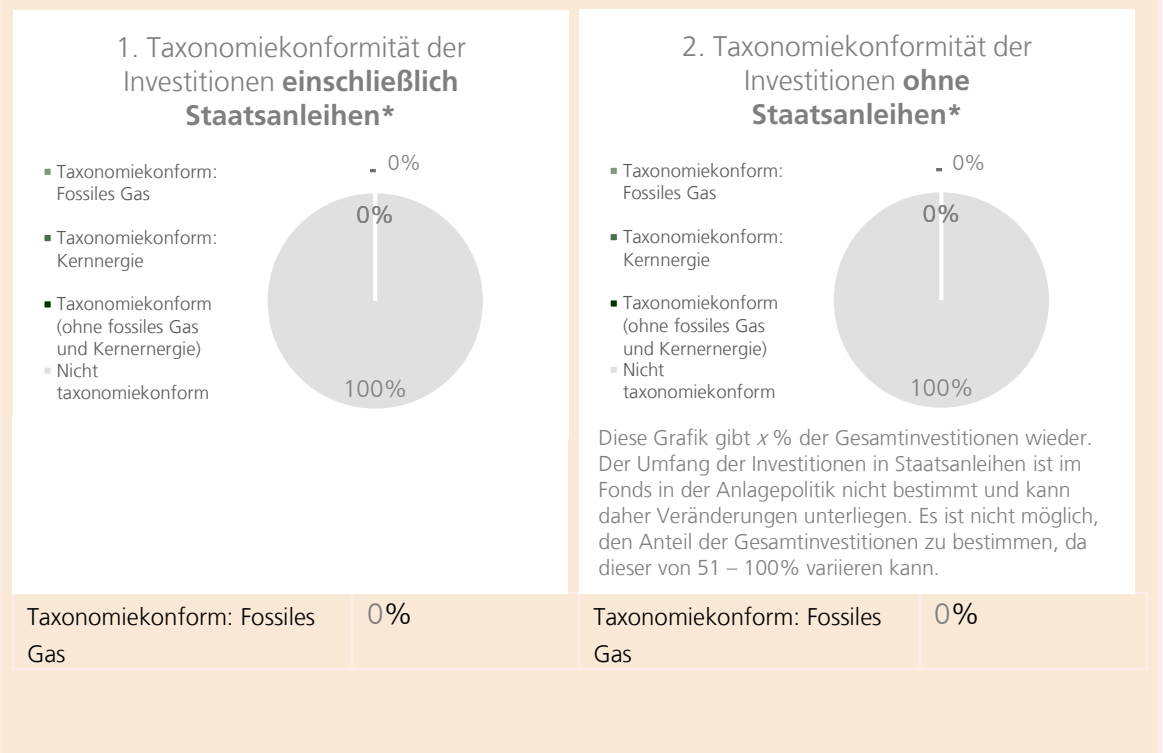 1. Taxonomiekonformität der
Investitionen einschließlich
Staatsanleihen*
Taxonomiekonform:
Fossiles Gas
Taxonomiekonform:
Kernnergie
Taxonomiekonform
(ohne fossiles Gas
und Kernernergie)
Nicht
taxonomiekonform
0%
0%
100%
2. Taxonomiekonformität der
Investitionen ohne
Staatsanleihen*
Taxonomiekonform:
Fossiles Gas
Taxonomiekonform:
Kernnergie
Taxonomiekonform
(ohne fossiles Gas
und Kernernergie)
Nicht
taxonomiekonform
0%
0%
100%
Diese Grafik gibt x % der Gesamtinvestitionen wieder.
Der Umfang der Investitionen in Staatsanleihen ist im
Fonds in der Anlagepolitik nicht bestimmt und kann
daher Veränderungen unterliegen. Es ist nicht möglich,
den Anteil der Gesamtinvestitionen zu bestimmen, da
dieser von 51 – 100% variieren kann.
Taxonomiekonform: Fossiles
Gas
0%
Taxonomiekonform: Fossiles
Gas
0%